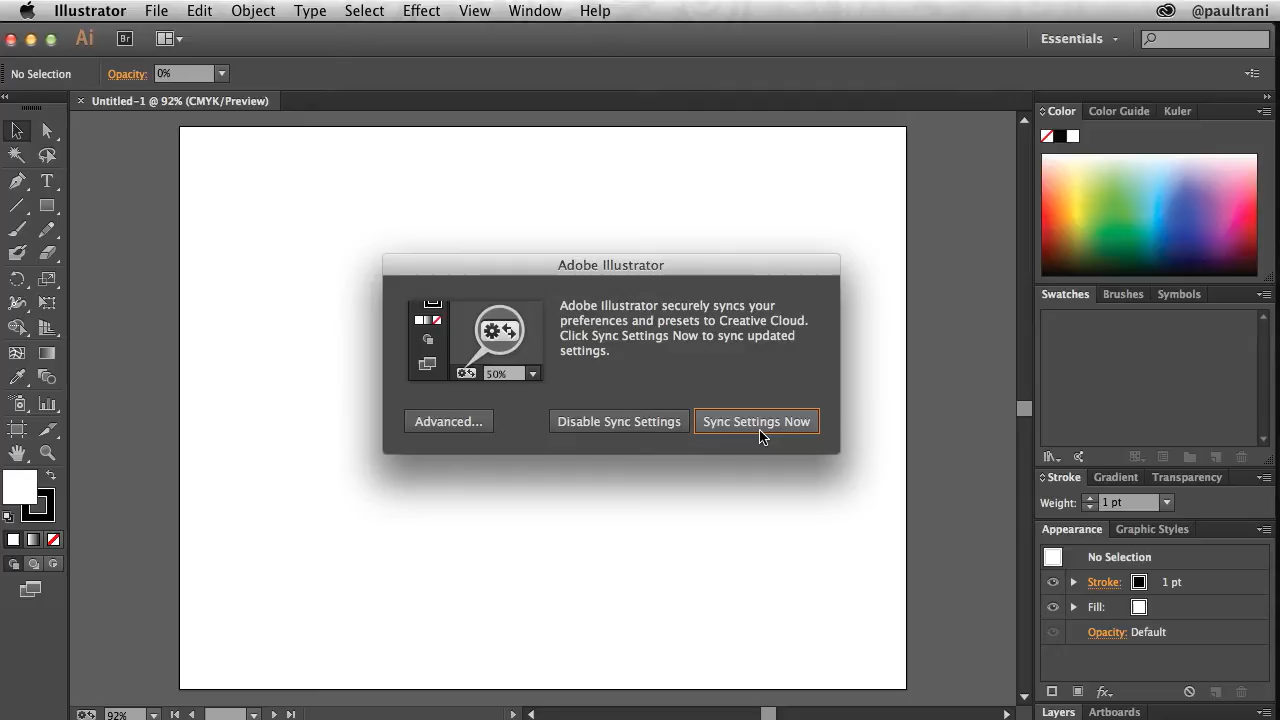 Illustrator File Edit Object Type Select Effect View Window Help @paultrani
Ai Br Essentials
No Selection Opacity: 0%
Untitled-1 @ 92% (CMYK/Preview)
Color Color Guide Kuler
Adobe Illustrator
Adobe Illustrator securely syncs your
preferences and presets to Creative Cloud.
Click Sync Settings Now to sync updated
settings.
50%
Advanced... Disable Sync Settings Sync Settings Now
Swatches Brushes Symbols
Stroke Gradient Transparency
Weight: 1 pt
Appearance Graphic Styles
No Selection
Stroke: 1 pt
Fill:
Opacity: Default
fx
Layers Artboards
92%